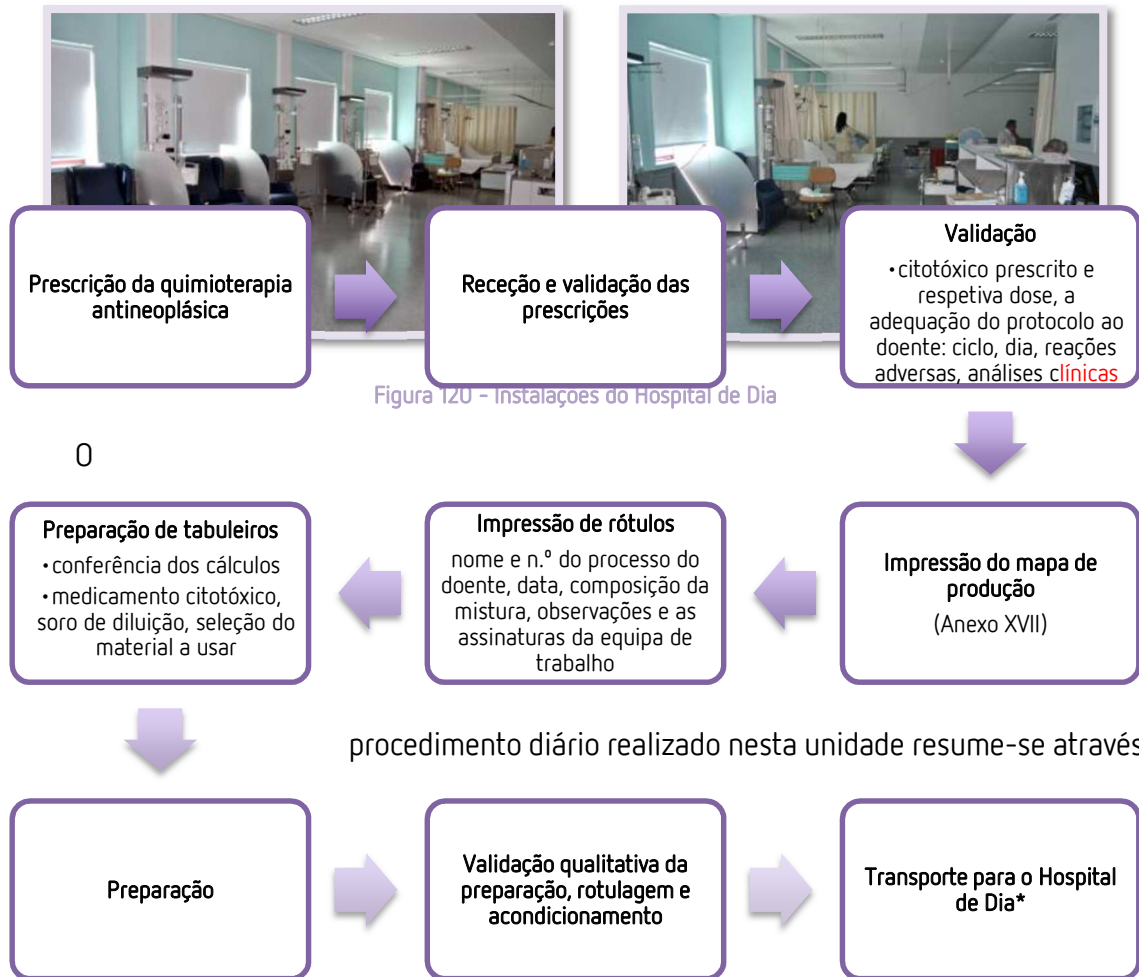 Prescrição da quimioterapia
antineoplásica
Receção e validação das
prescrições
Validação
•citotóxico prescrito e
respetiva dose, a
adequação do protocolo ao
doente: ciclo, dia, reações
adversas, análises clínicas
Figura 120 - Instalações do Hospital de Dia
O
Impressão do mapa de
produção
(Anexo XVII)
Impressão de rótulos
nome e n.º do processo do
doente, data, composição da
mistura, observações e as
assinaturas da equipa de
trabalho
Preparação de tabuleiros
•conferência dos cálculos
•medicamento citotóxico,
soro de diluição, seleção do
material a usar
procedimento diário realizado nesta unidade resume-se através
Preparação
Validação qualitativa da
preparação, rotulagem e
acondicionamento
Transporte para o Hospital
de Dia*